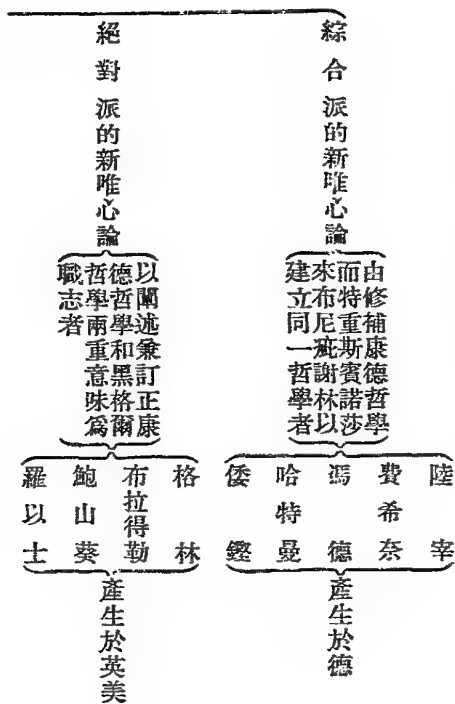 綜合派的新唯心論
由修補康德哲學
而特重斯賓諾莎
來布尼疵謝林以
建立同一哲學者
陸宰
費希奈
馮德
哈特曼
倭鏗
產生於德
絕對派的新唯心論
以闡述兼訂正康
德哲學和黑格爾
哲學兩重意味爲
職志者
格林
布拉得勒
鮑山葵
羅以士
產生於英美